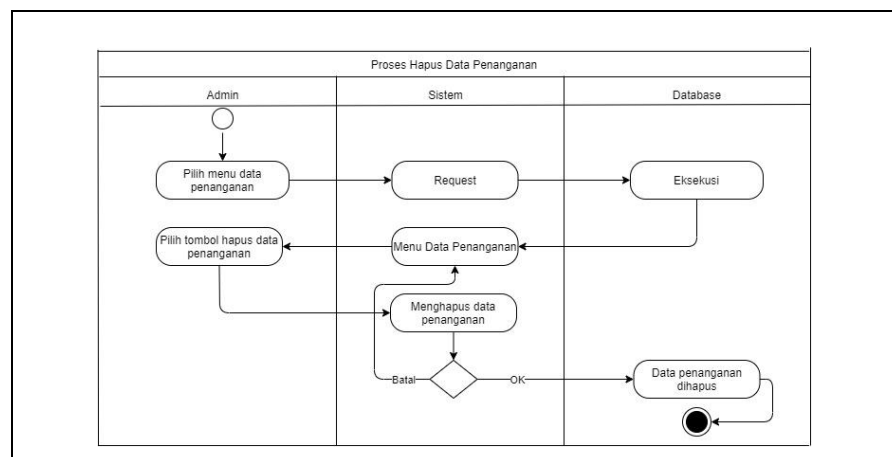 Proses Hapus Data Penanganan
Admin
Sistem
Database
Pilih menu data
penanganan
Request
Eksekusi
Pilih tombol hapus data
penanganan
Menu Data Penanganan
Menghapus data
penanganan
Batal
OK
Data penanganan
dihapus